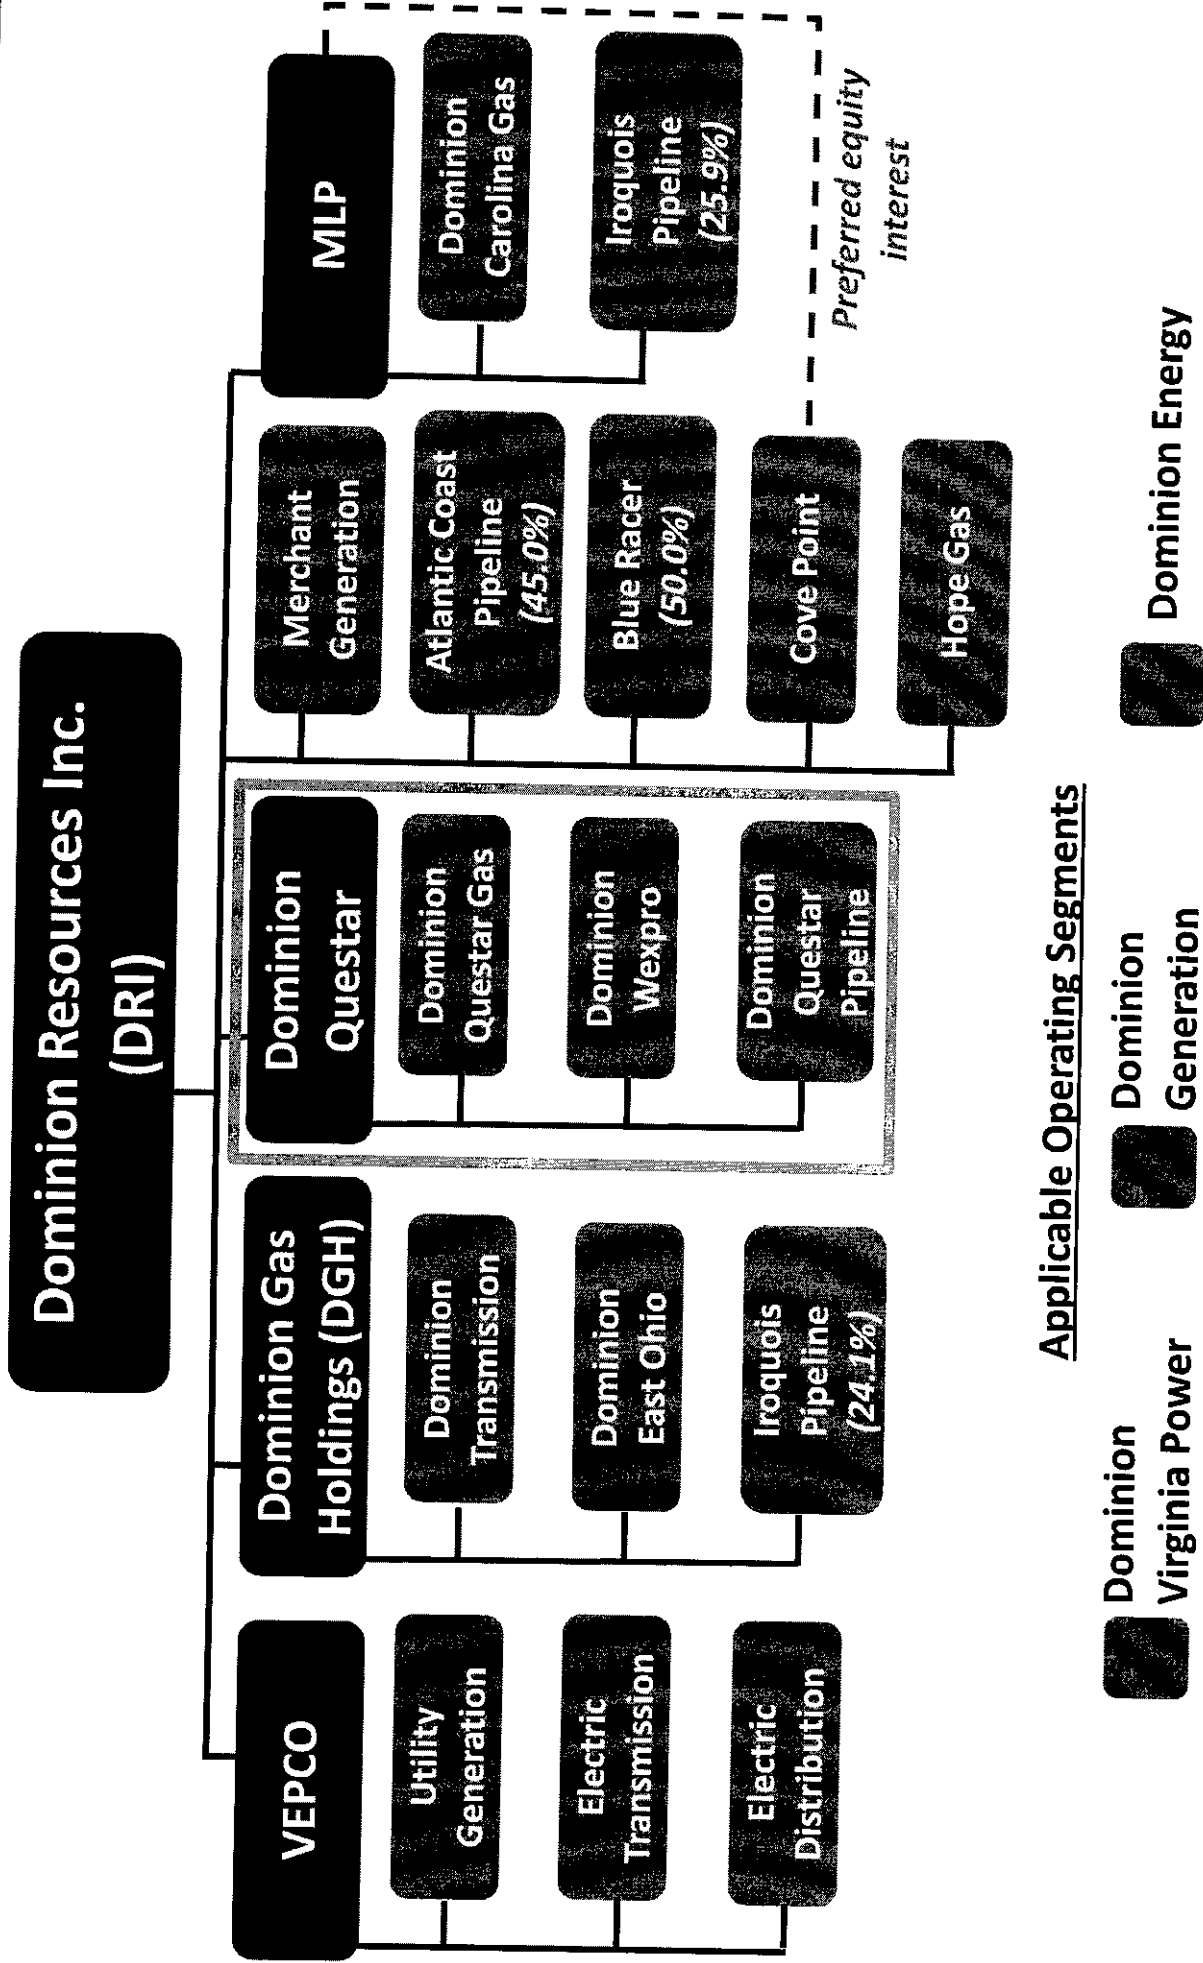 Dominion Resources Inc.
(DRI)
VEPCO
Utility
Generation
Electric
Transmission
Electric
Distribution
Dominion Gas
Holdings (DGH)
Dominion
Transmission
Dominion
East Ohio
Iroquois
Pipeline
(24.1%)
Dominion
Questar
Dominion
Questar Gas
Dominion
Wexpro
Dominion
Questar
Pipeline
Merchant
Generation
Atlantic Coast
Pipeline
(45.0%)
Blue Racer
(50.0%)
Cove Point
Hope Gas
MLP
Dominion
Carolina Gas
Iroquois
Pipeline
(25.9%)
Preferred equity
interest
Applicable Operating Segments
Dominion
Virginia Power
Dominion
Generation
Dominion Energy